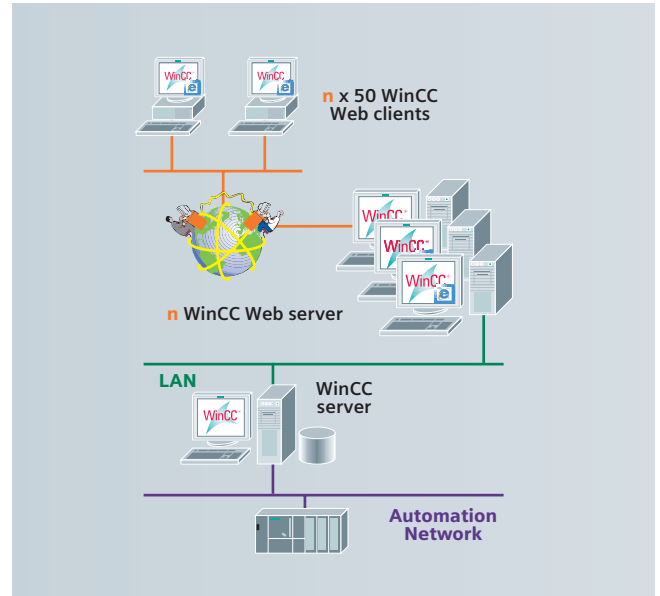 WinCC
WinCC
n x 50 WinCC
Web clients
WinCC
WinCC
WinCC
n WinCC Web server
LAN
WinCC
server
WinCC
Automation
Network